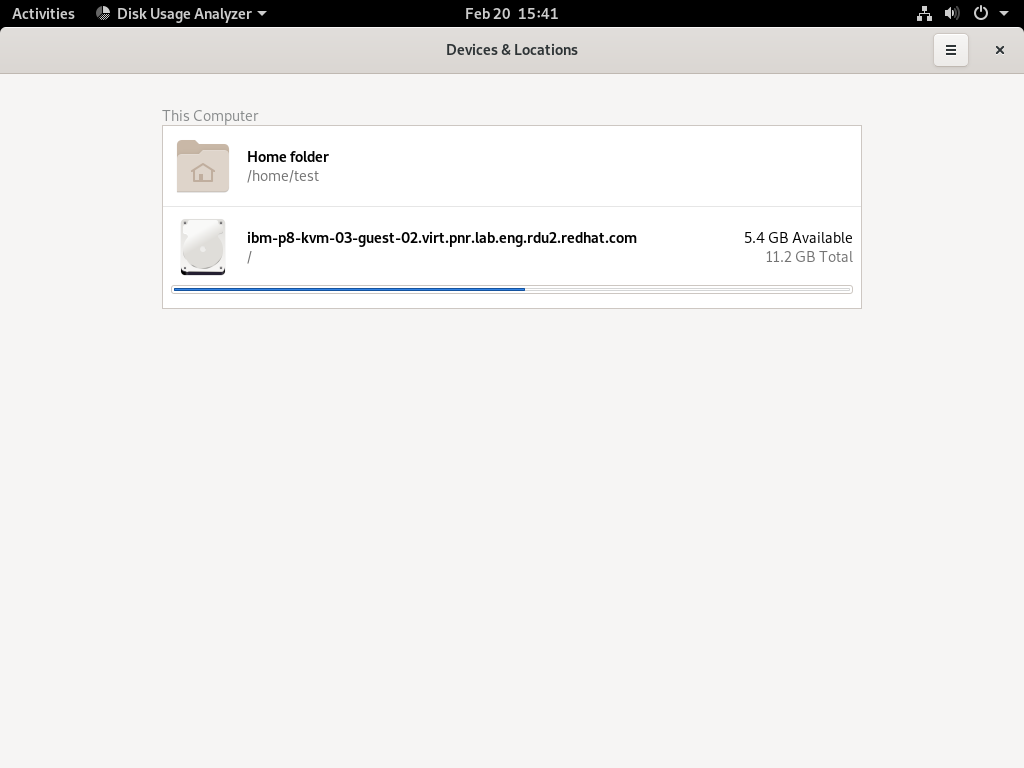 Activities
Disk Usage Analyzer
Feb 20 15:41
Devices & Locations
This Computer
Home folder
/home/test
ibm-p8-kvm-03-guest-02.virt.pnr.lab.eng.rdu2.redhat.com
5.4 GB Available
/
11.2 GB Total